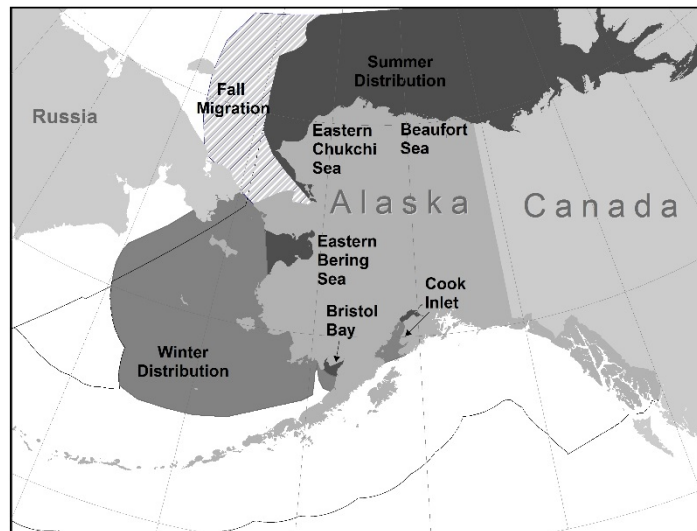 Summer
Distribution
Fall
Migration
Russia
Eastern
Chukchi
Sea
Beaufort
Sea
Alaska
Canada
Eastern
Bering
Sea
Cook
Inlet
Bristol
Bay
Winter
Distribution